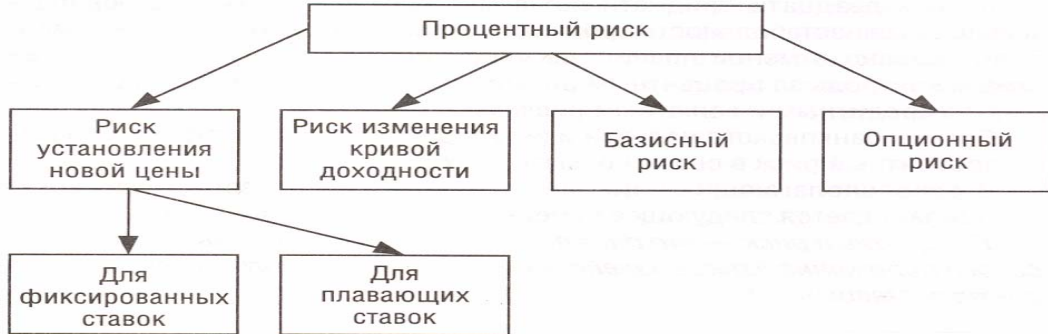 Процентный риск
Риск
установления
новой цены
Риск изменения
кривой
доходности
Базисный
риск
Опционный
риск
Для
фиксированных
ставок
Для
плавающих
ставок